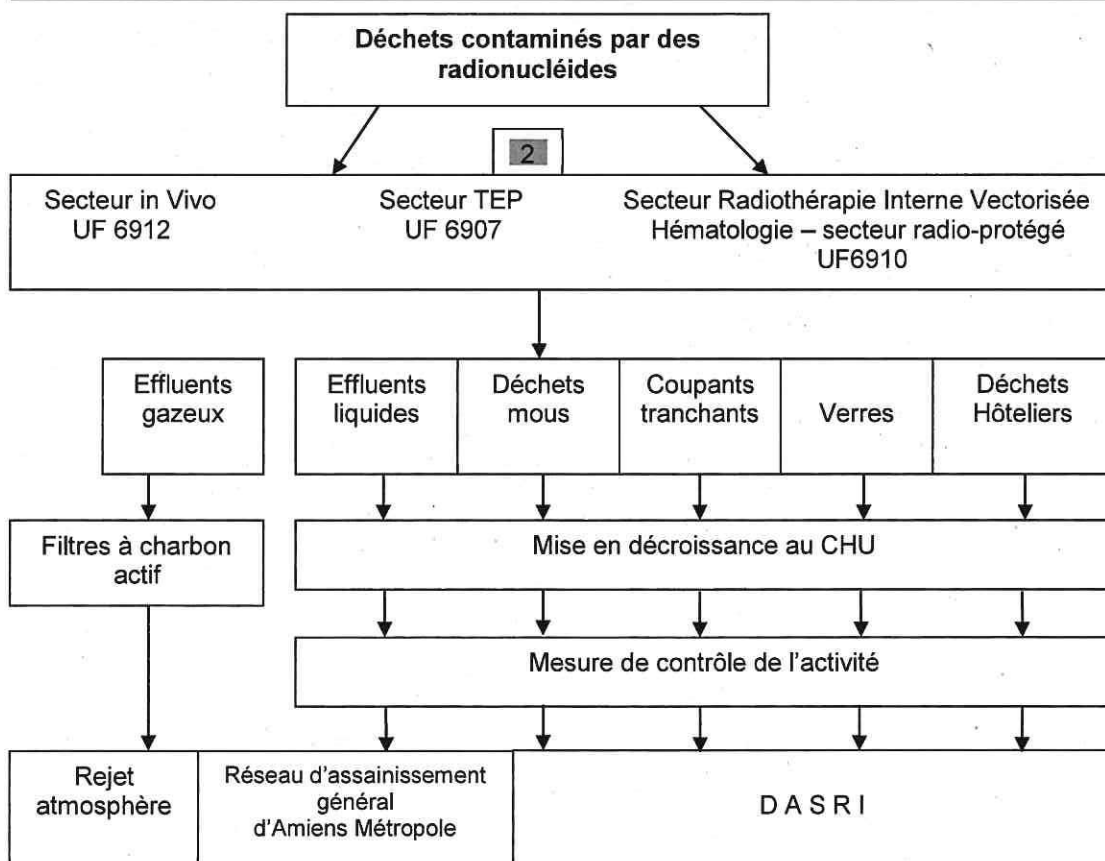 Déchets contaminés par des
radionucléides
2
Secteur in Vivo
UF 6912
Secteur TEP
UF 6907
Secteur Radiothérapie Interne Vectorisée
Hématologie – secteur radio-protégé
UF6910
Effluents
gazeux
Effluents
liquides
Déchets
mous
Coupants
tranchants
Verres
Déchets
Hôteliers
Filtres à charbon
actif
Mise en décroissance au CHU
Mesure de contrôle de l'activité
Rejet
atmosphère
Réseau d'assainissement
général
d'Amiens Métropole
D A S R I